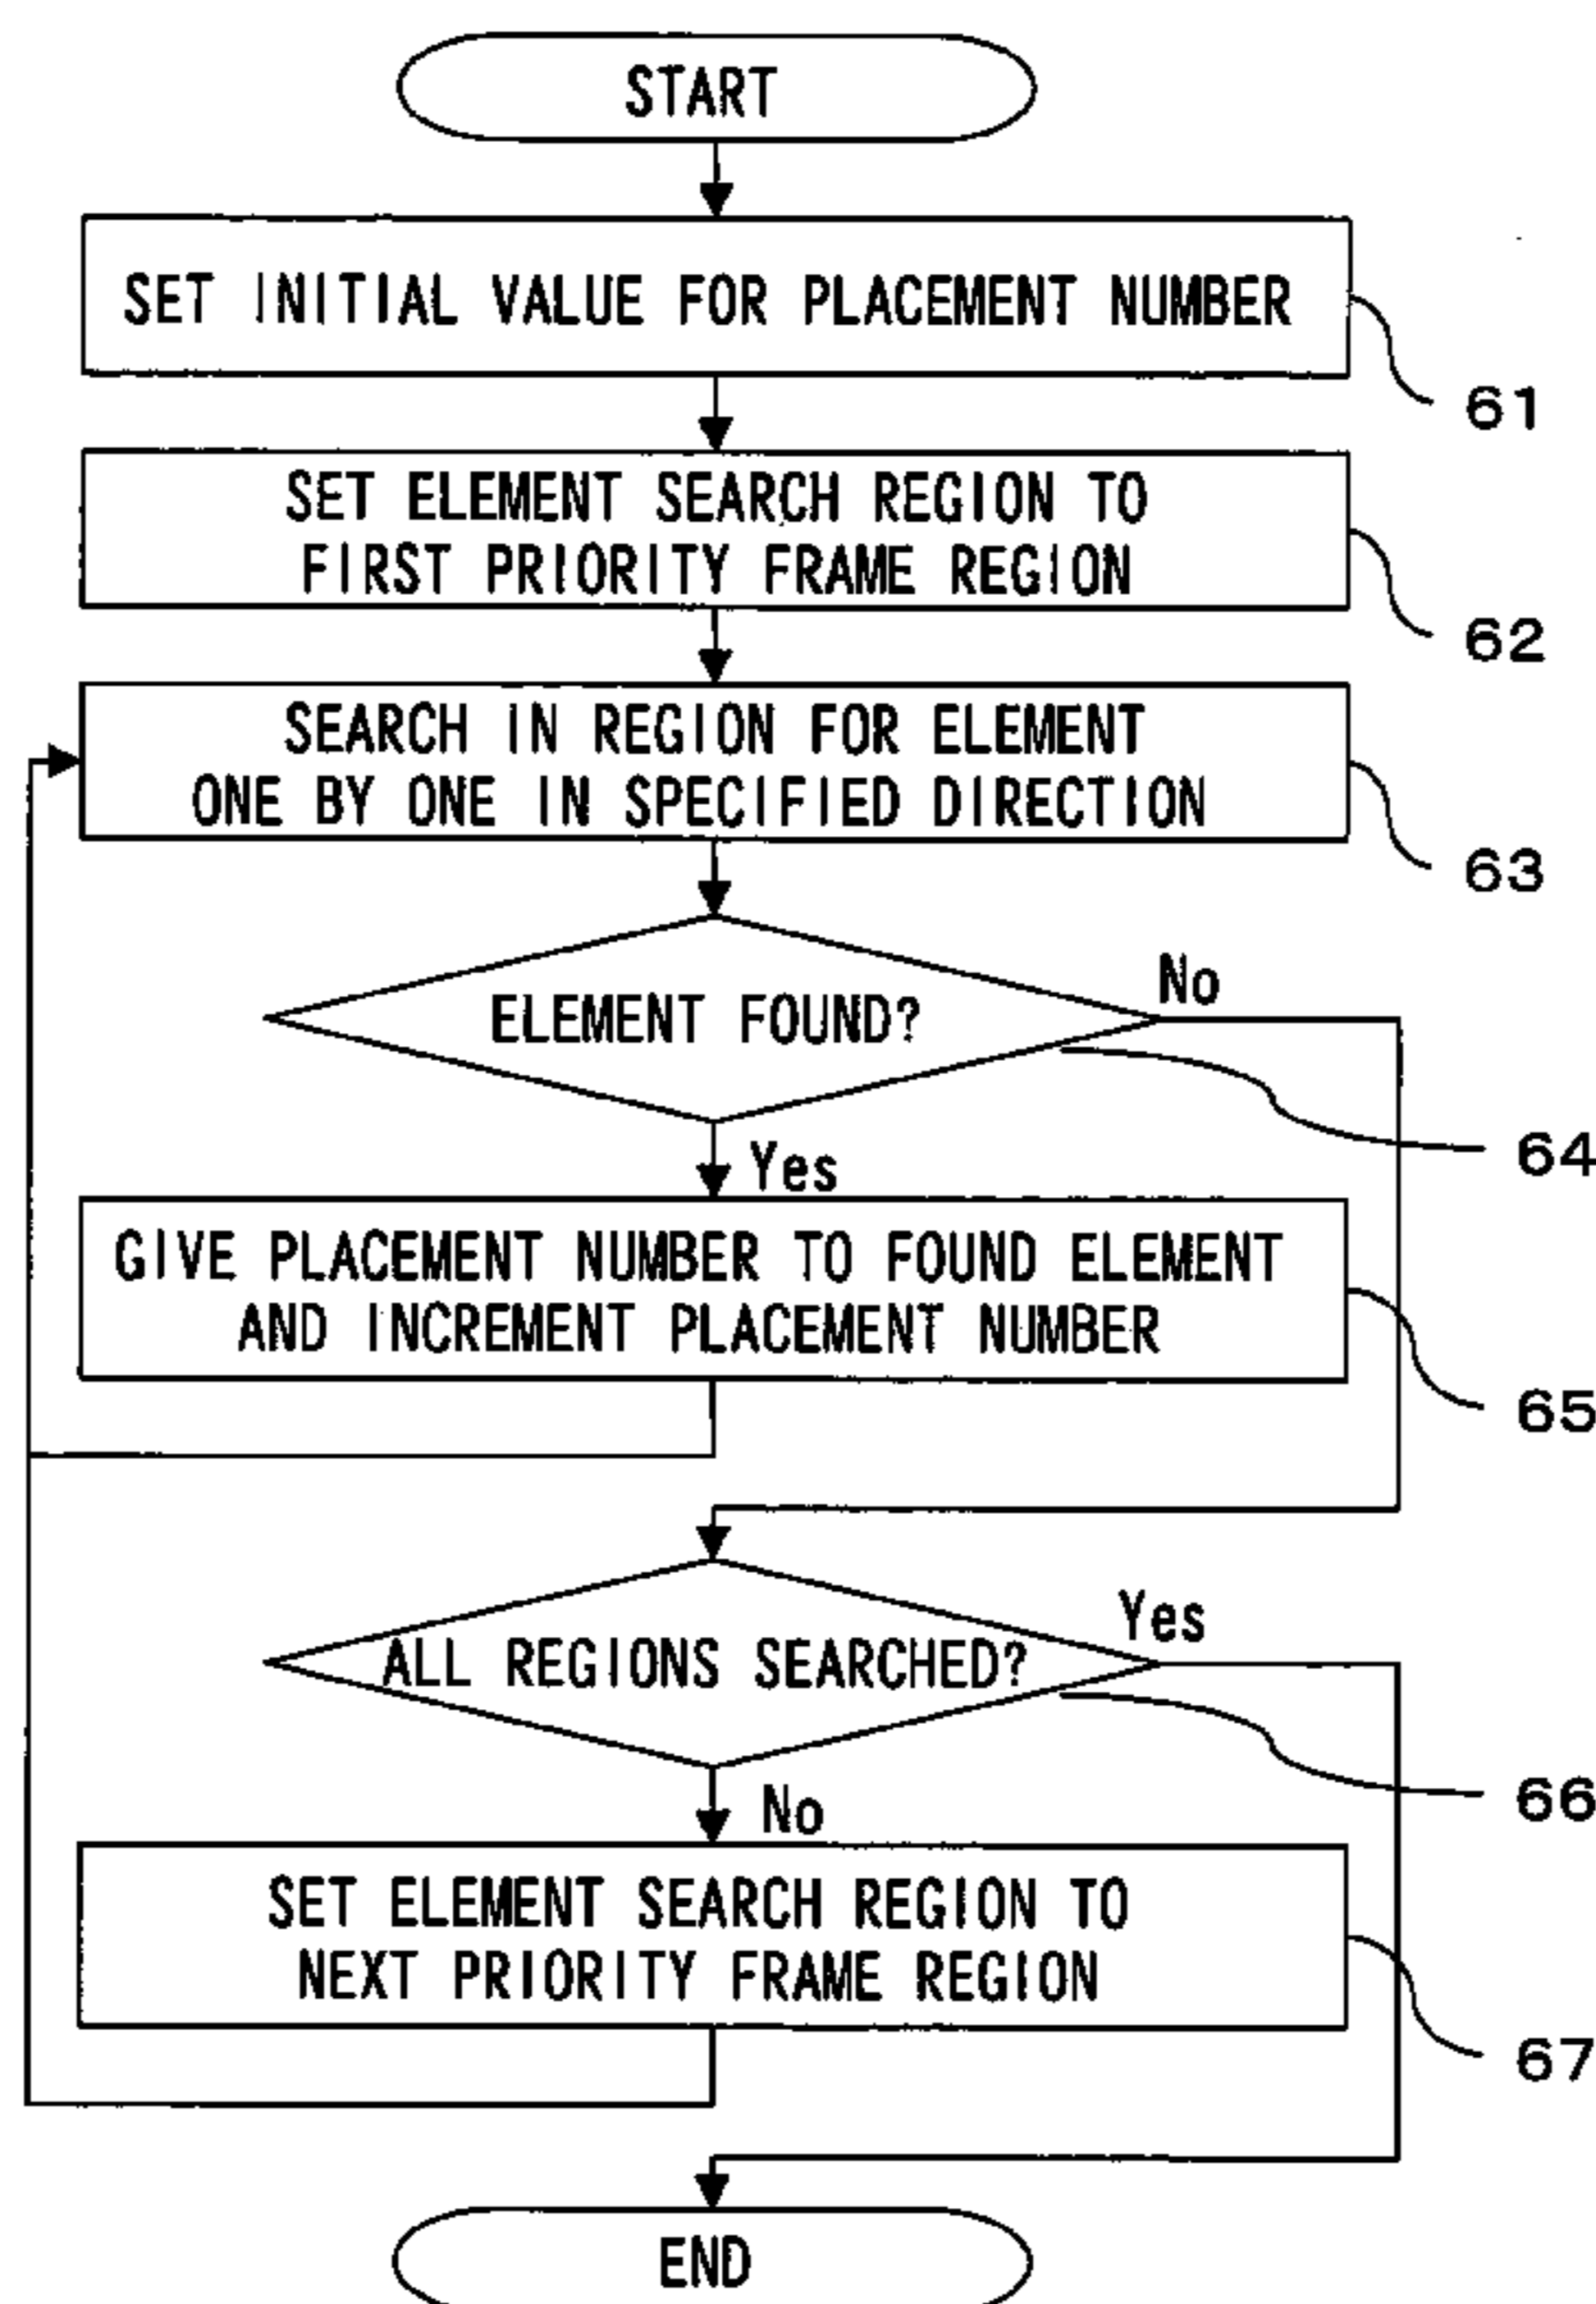 START
SET INITIAL VALUE FOR PLACEMENT NUMBER
61
SET ELEMENT SEARCH REGION TO
FIRST PRIORITY FRAME REGION
62
SEARCH IN REGION FOR ELEMENT
ONE BY ONE IN SPECIFIED DIRECTION
63
No
ELEMENT FOUND?
64
Yes
GIVE PLACEMENT NUMBER TO FOUND ELEMENT
AND INCREMENT PLACEMENT NUMBER
65
Yes
ALL REGIONS SEARCHED?
66
No
SET ELEMENT SEARCH REGION TO
NEXT PRIORITY FRAME REGION
67
END